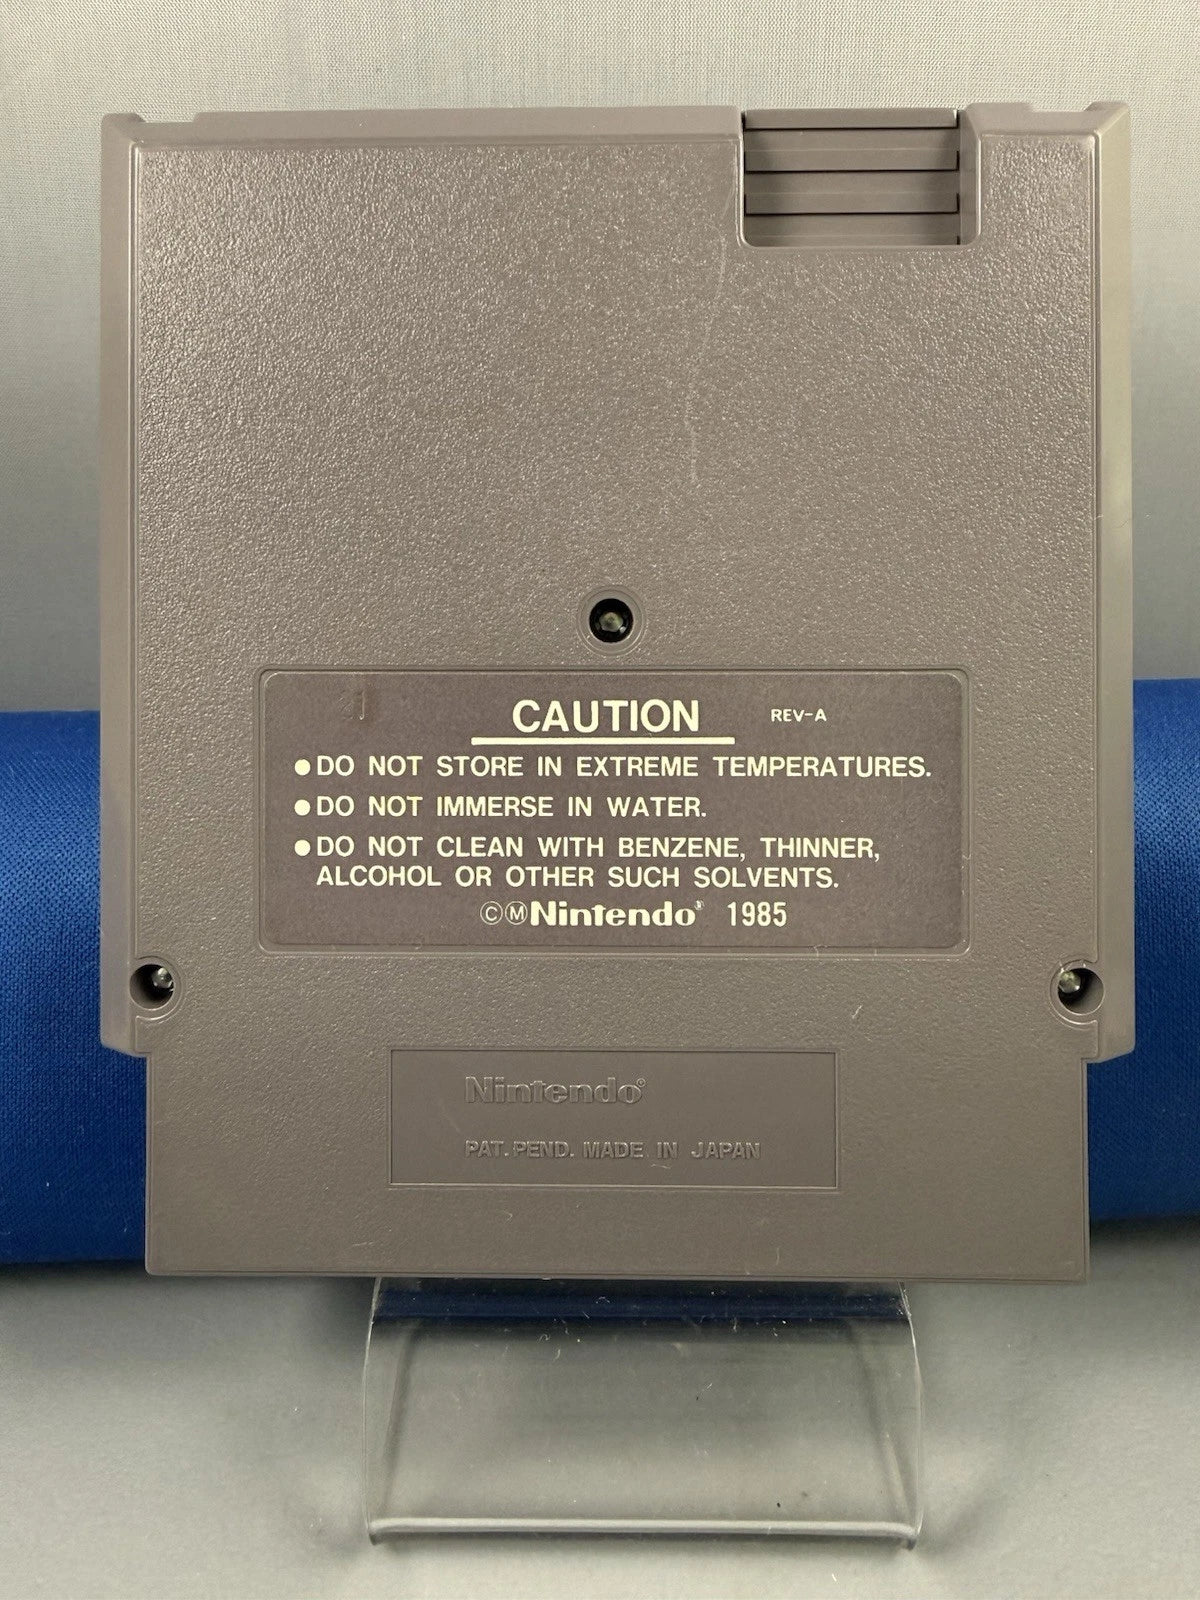 CAUTION REV-A
●DO NOT STORE IN EXTREME TEMPERATURES.
●DO NOT IMMERSE IN WATER.
●DO NOT CLEAN WITH BENZENE, THINNER,
ALCOHOL OR OTHER SUCH SOLVENTS.
ⒸⓂNintendo® 1985
Nintendo®
PAT. PEND. MADE IN JAPAN